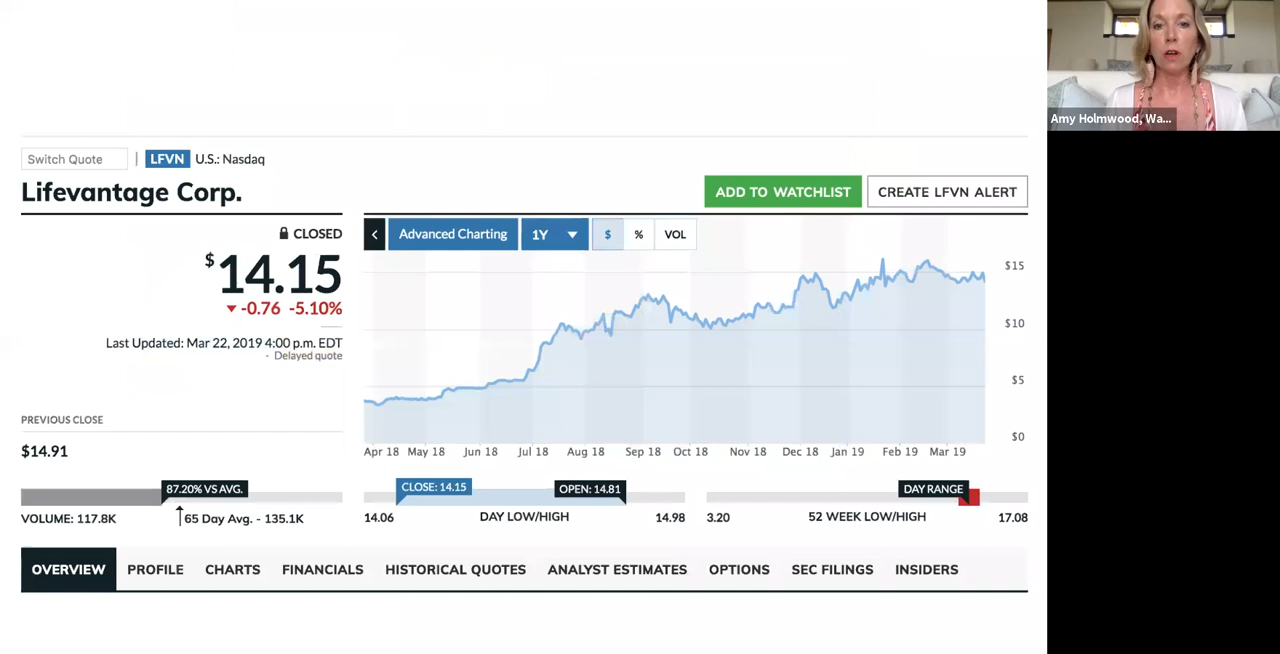 Amy Holmwood, Wa...
Switch Quote | LFVN U.S.: Nasdaq
Lifevantage Corp.
ADD TO WATCHLIST CREATE LFVN ALERT
CLOSED
$14.15
-0.76 -5.10%
Last Updated: Mar 22, 2019 4:00 p.m. EDT
- Delayed quote
PREVIOUS CLOSE
$14.91
87.20% VS AVG.
VOLUME: 117.8K 65 Day Avg. - 135.1K
< Advanced Charting 1Y $ % VOL
$15
$10
$5
$0
Apr 18 May 18 Jun 18 Jul 18 Aug 18 Sep 18 Oct 18 Nov 18 Dec 18 Jan 19 Feb 19 Mar 19
CLOSE: 14.15 OPEN: 14.81
14.06 DAY LOW/HIGH 14.98
DAY RANGE
3.20 52 WEEK LOW/HIGH 17.08
OVERVIEW PROFILE CHARTS FINANCIALS HISTORICAL QUOTES ANALYST ESTIMATES OPTIONS SEC FILINGS INSIDERS